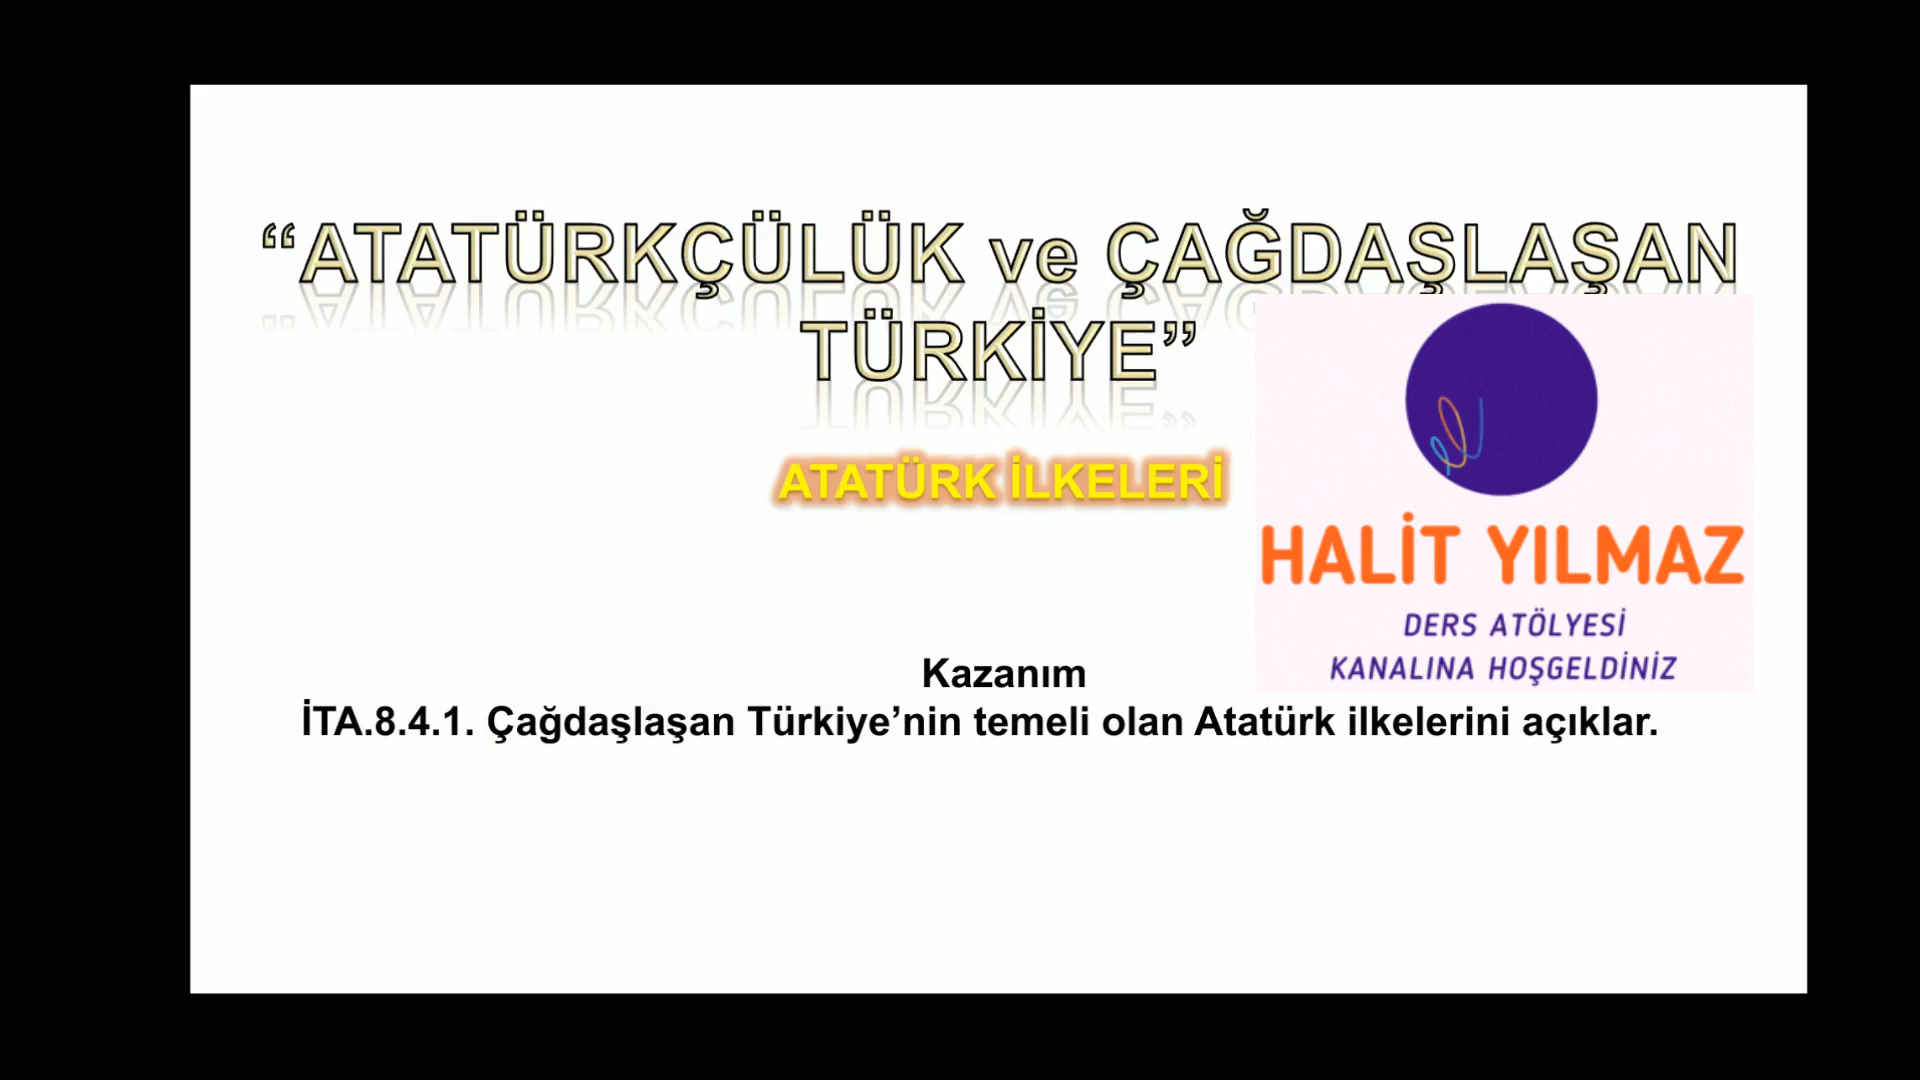 “ATATÜRKÇÜLÜK ve ÇAĞDAŞLAŞAN
TÜRKİYE”
ATATÜRK İLKELERİ
HALİT YILMAZ
DERS ATÖLYESİ
KANALINA HOŞGELDİNİZ
Kazanım
İTA.8.4.1. Çağdaşlaşan Türkiye’nin temeli olan Atatürk ilkelerini açıklar.